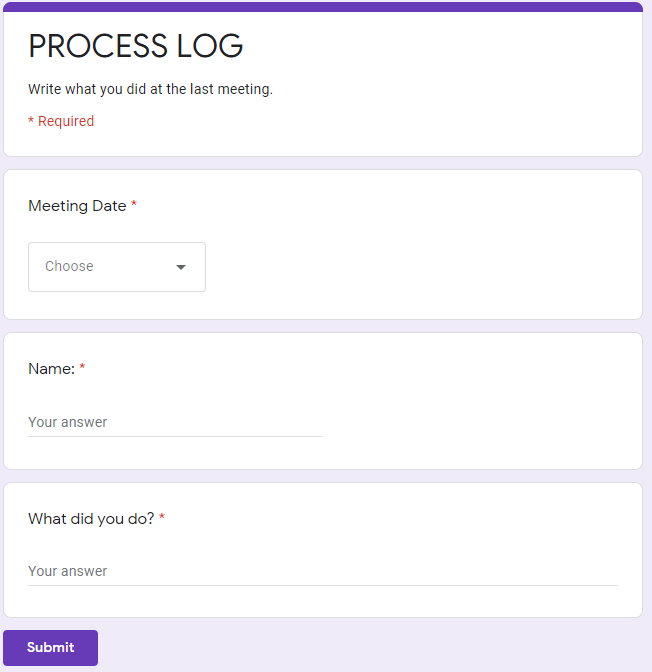 PROCESS LOG
Write what you did at the last meeting.
* Required
Meeting Date *
Choose
Name: *
Your answer
What did you do? *
Your answer
Submit